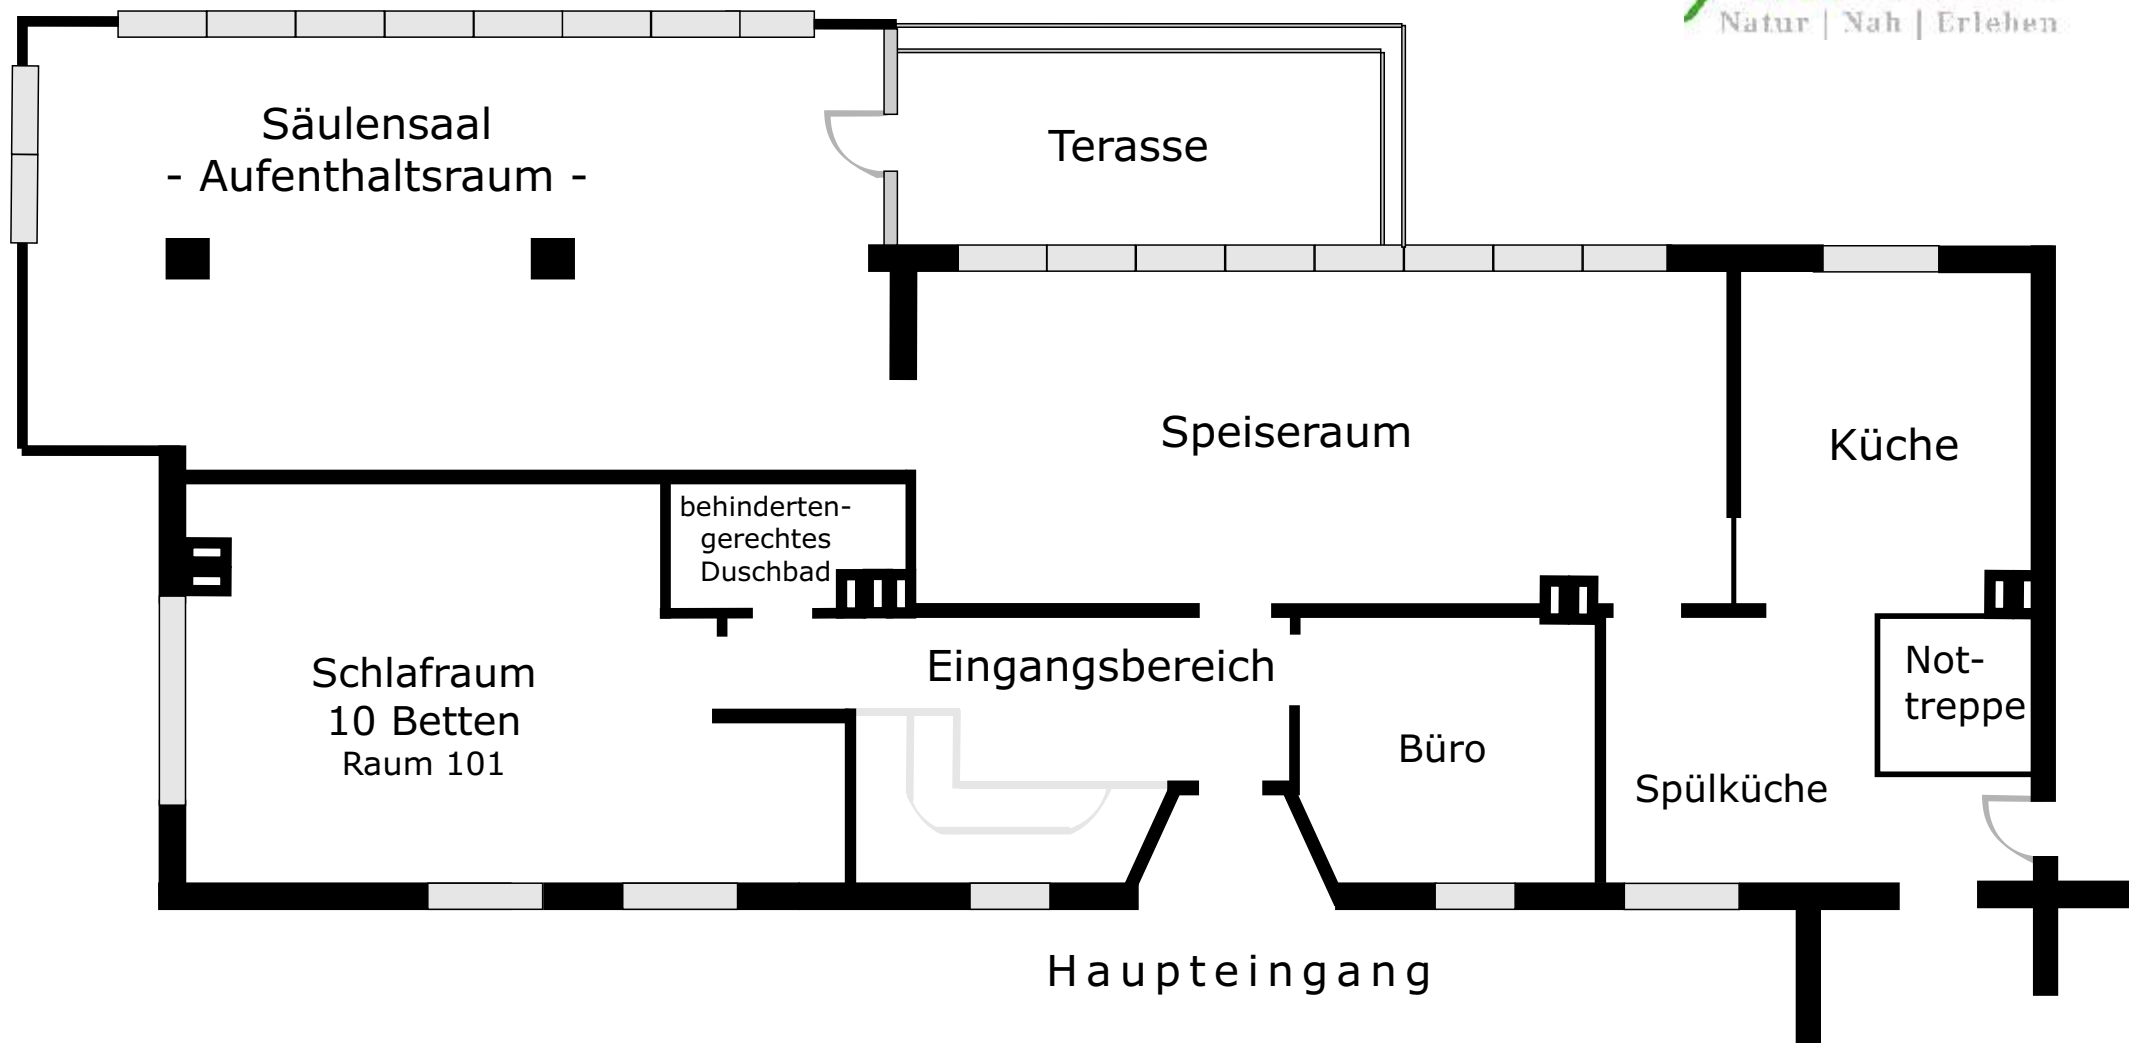 Natur | Nah | Erleben
Säulensaal
- Aufenthaltsraum -
Terasse
Speiseraum
Küche
behinderten-
gerechtes
Duschbad
Eingangsbereich
Not-
treppe
Schlafraum
10 Betten
Raum 101
Büro
Spülküche
Haupteingang